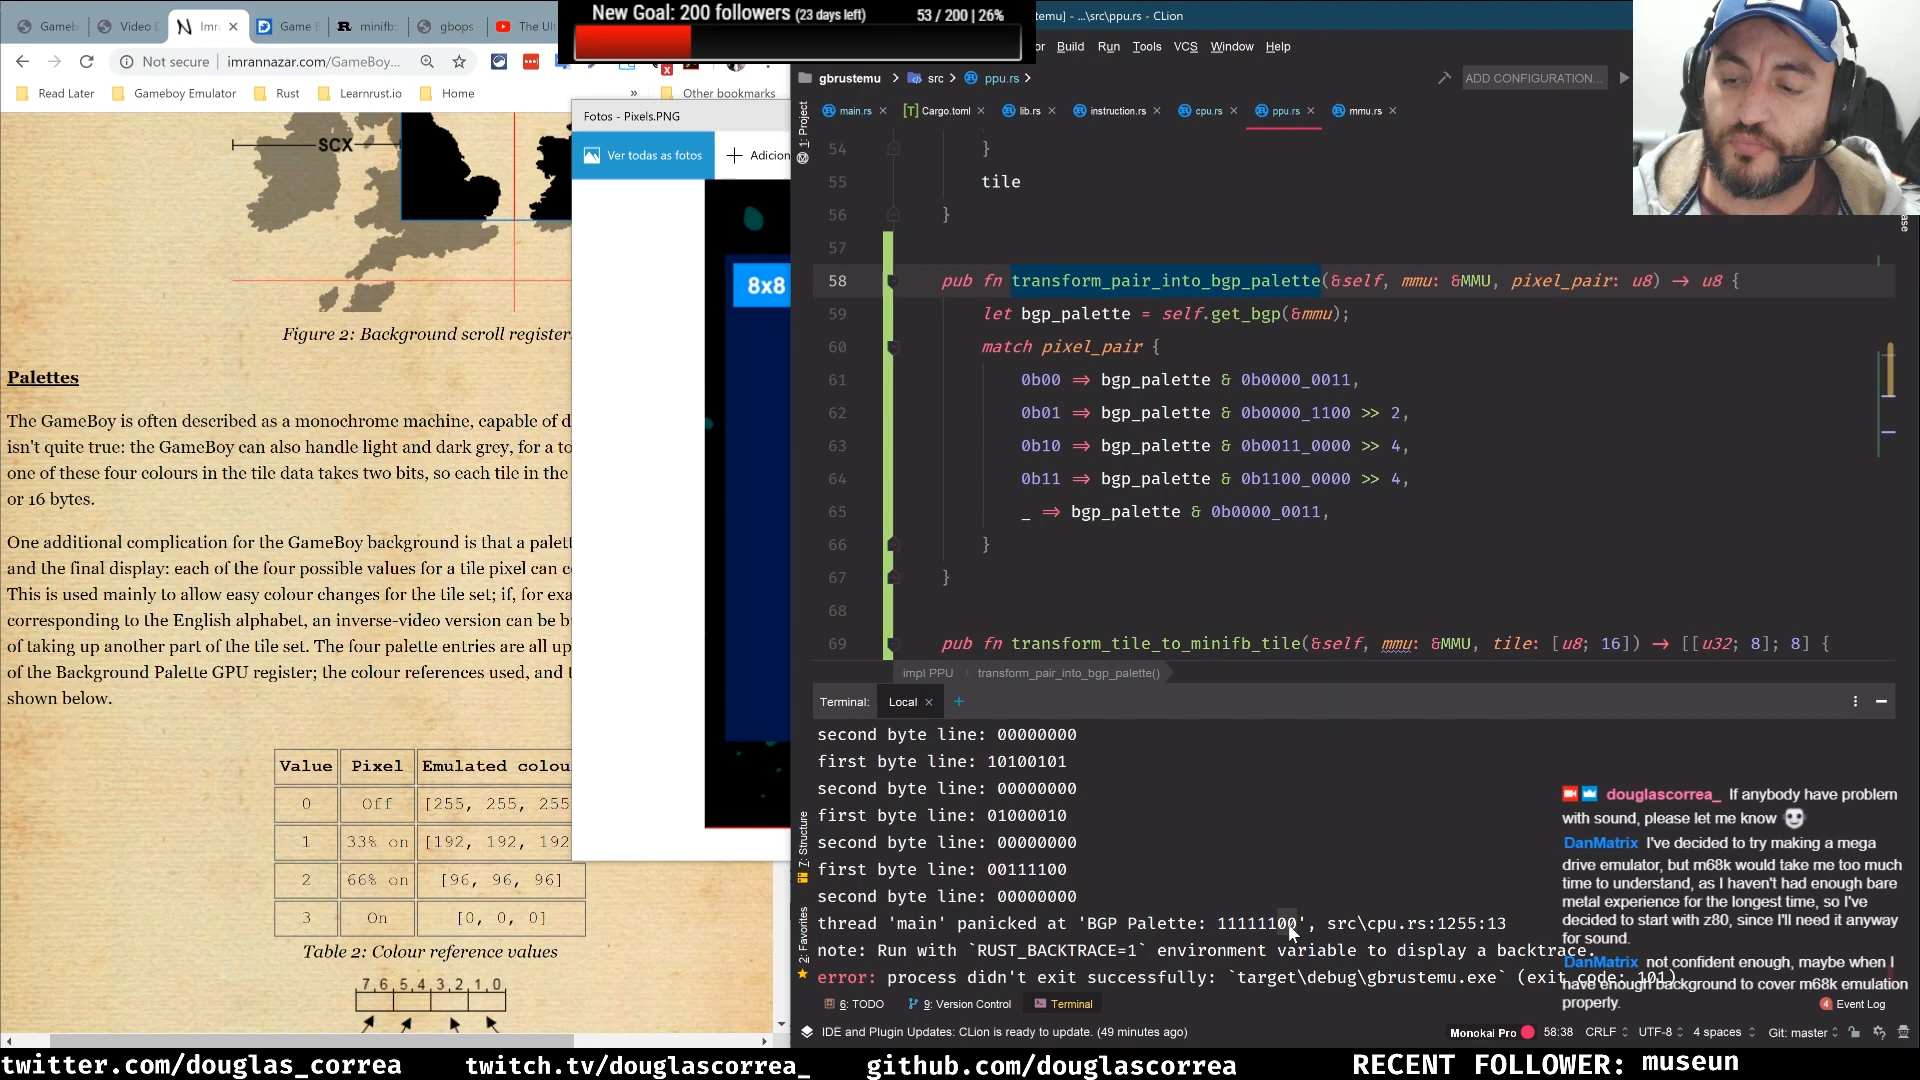 New Goal: 200 followers (23 days left) 53 / 200 | 26%
Gameb
Video
Imra
Game
minifb:
gbops
The Ul
temu] - ...\src\ppu.rs - CLion
Build Run Tools VCS Window Help
Not secure imrannazar.com/GameBoy...
Read Later Gameboy Emulator Rust Learnrust.io Home » Other bookmarks
gbrustemu src ppu.rs
ADD CONFIGURATION...
main.rs Cargo.toml lib.rs instruction.rs cpu.rs ppu.rs mmu.rs
SCX
Figure 2: Background scroll register
Palettes
The GameBoy is often described as a monochrome machine, capable of d
isn't quite true: the GameBoy can also handle light and dark grey, for a to
one of these four colours in the tile data takes two bits, so each tile in the
or 16 bytes.
One additional complication for the GameBoy background is that a palett
and the final display: each of the four possible values for a tile pixel can c
This is used mainly to allow easy colour changes for the tile set; if, for exa
corresponding to the English alphabet, an inverse-video version can be b
of taking up another part of the tile set. The four palette entries are all up
of the Background Palette GPU register; the colour references used, and t
shown below.
Value Pixel Emulated colou
0 Off [255, 255, 255
1 33% on [192, 192, 192
2 66% on [96, 96, 96]
3 On [0, 0, 0]
Table 2: Colour reference values
7,6 5,4 3,2 1,0
Fotos - Pixels.PNG
Ver todas as fotos
Adicion
8x8
1: Project
54 }
55 tile
56 }
57
58 pub fn transform_pair_into_bgp_palette(&self, mmu: &MMU, pixel_pair: u8) → u8 {
59 let bgp_palette = self.get_bgp(&mmu);
60 match pixel_pair {
61 0b00 ⇒ bgp_palette & 0b0000_0011,
62 0b01 ⇒ bgp_palette & 0b0000_1100 >> 2,
63 0b10 ⇒ bgp_palette & 0b0011_0000 >> 4,
64 0b11 ⇒ bgp_palette & 0b1100_0000 >> 4,
65 _ ⇒ bgp_palette & 0b0000_0011,
66 }
67 }
68
69 pub fn transform_tile_to_minifb_tile(&self, mmu: &MMU, tile: [u8; 16]) → [[u32; 8]; 8] {
impl PPU transform_pair_into_bgp_palette()
Terminal: Local
second byte line: 00000000
first byte line: 10100101
second byte line: 00000000
first byte line: 01000010
second byte line: 00000000
first byte line: 00111100
second byte line: 00000000
thread 'main' panicked at 'BGP Palette: 11111100', src\cpu.rs:1255:13
note: Run with `RUST_BACKTRACE=1` environment variable to display a backtrace.
error: process didn't exit successfully: `target\debug\gbrustemu.exe` (exit code: 101)
7: Structure
2: Favorites
douglascorrea_ If anybody have problem
with sound, please let me know
DanMatrix I've decided to try making a mega
drive emulator, but m68k would take me too much
time to understand, as I haven't had enough bare
metal experience for the longest time, so I've
decided to start with z80, since I'll need it anyway
for sound.
DanMatrix not confident enough, maybe when I
have enough background to cover m68k emulation
properly.
6: TODO 9: Version Control Terminal 4 Event Log
IDE and Plugin Updates: CLion is ready to update. (49 minutes ago) Monokai Pro 58:38 CRLF UTF-8 4 spaces Git: master
twitter.com/douglas_correa twitch.tv/douglascorrea_ github.com/douglascorrea RECENT FOLLOWER: museun